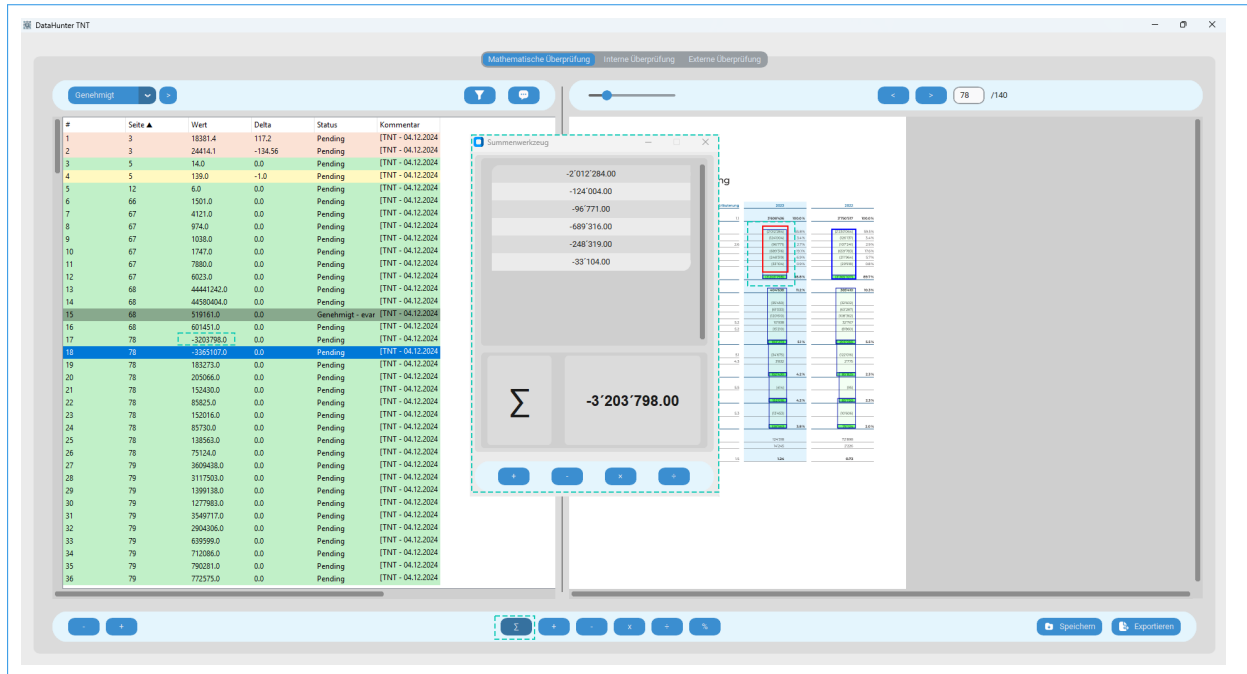 DataHunter TNT
Mathematische Überprüfung Interne Überprüfung Externe Überprüfung
Genehmigt >
< > 78 /140
# Seite ▲ Wert Delta Status Kommentar
1 3 18381.4 117.2 Pending [TNT - 04.12.2024
2 3 24414.1 -134.56 Pending [TNT - 04.12.2024
3 5 14.0 0.0 Pending [TNT - 04.12.2024
4 5 139.0 -1.0 Pending [TNT - 04.12.2024
5 12 6.0 0.0 Pending [TNT - 04.12.2024
6 66 1501.0 0.0 Pending [TNT - 04.12.2024
7 67 4121.0 0.0 Pending [TNT - 04.12.2024
8 67 974.0 0.0 Pending [TNT - 04.12.2024
9 67 1038.0 0.0 Pending [TNT - 04.12.2024
10 67 1747.0 0.0 Pending [TNT - 04.12.2024
11 67 7880.0 0.0 Pending [TNT - 04.12.2024
12 67 6023.0 0.0 Pending [TNT - 04.12.2024
13 68 44441242.0 0.0 Pending [TNT - 04.12.2024
14 68 44580404.0 0.0 Pending [TNT - 04.12.2024
15 68 519161.0 0.0 Genehmigt - evar [TNT - 04.12.2024
16 68 601451.0 0.0 Pending [TNT - 04.12.2024
17 78 -3203798.0 0.0 Pending [TNT - 04.12.2024
18 78 -3365107.0 0.0 Pending [TNT - 04.12.2024
19 78 183273.0 0.0 Pending [TNT - 04.12.2024
20 78 205066.0 0.0 Pending [TNT - 04.12.2024
21 78 152430.0 0.0 Pending [TNT - 04.12.2024
22 78 85825.0 0.0 Pending [TNT - 04.12.2024
23 78 152016.0 0.0 Pending [TNT - 04.12.2024
24 78 85730.0 0.0 Pending [TNT - 04.12.2024
25 78 138563.0 0.0 Pending [TNT - 04.12.2024
26 78 75124.0 0.0 Pending [TNT - 04.12.2024
27 79 3609438.0 0.0 Pending [TNT - 04.12.2024
28 79 3117503.0 0.0 Pending [TNT - 04.12.2024
29 79 1399138.0 0.0 Pending [TNT - 04.12.2024
30 79 1277983.0 0.0 Pending [TNT - 04.12.2024
31 79 3549717.0 0.0 Pending [TNT - 04.12.2024
32 79 2904306.0 0.0 Pending [TNT - 04.12.2024
33 79 639599.0 0.0 Pending [TNT - 04.12.2024
34 79 712086.0 0.0 Pending [TNT - 04.12.2024
35 79 790281.0 0.0 Pending [TNT - 04.12.2024
36 79 772575.0 0.0 Pending [TNT - 04.12.2024
Summenwerkzeug
-2´012´284.00
-124´004.00
-96´771.00
-689´316.00
-248´319.00
-33´104.00
∑ -3´203´798.00
+ - × ÷
ng
- +
∑ + - x ÷ %
Speichern Exportieren